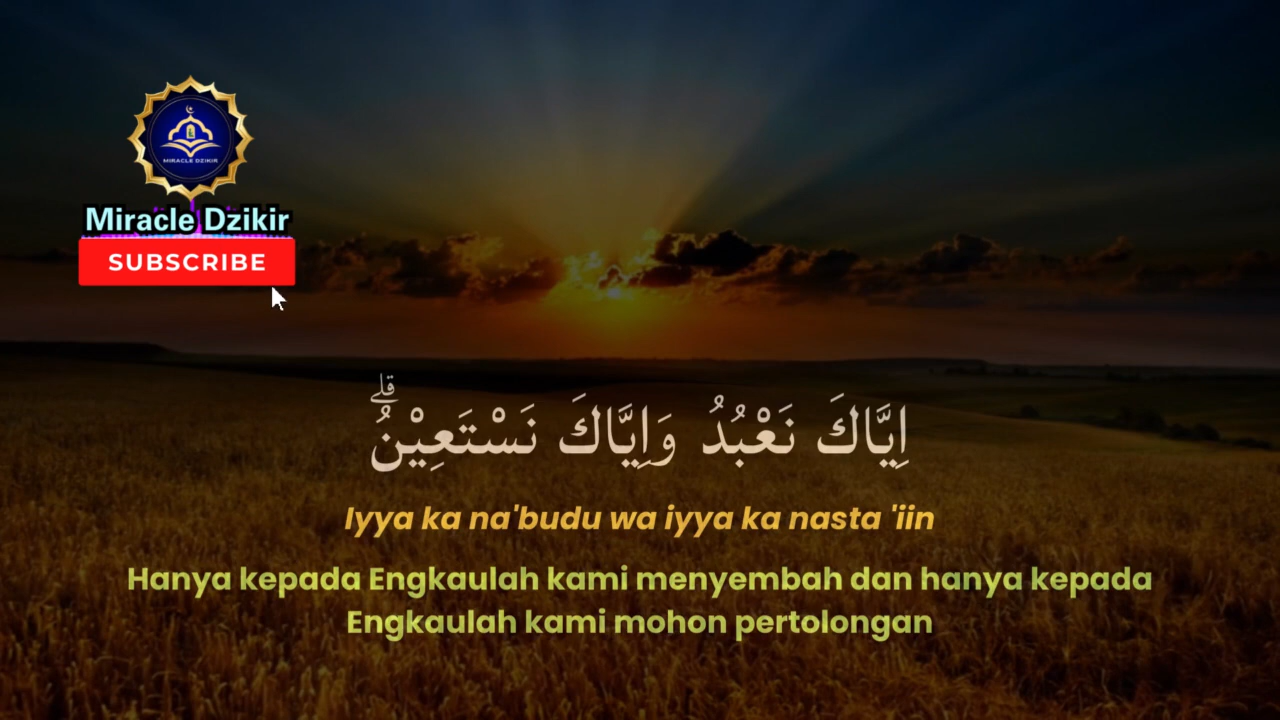 MIRACLE DZIKIR
Miracle Dzikir
SUBSCRIBE
اِيَّاكَ نَعْبُدُ وَاِيَّاكَ نَسْتَعِيْنُۗ
Iyya ka na'budu wa iyya ka nasta 'iin
Hanya kepada Engkaulah kami menyembah dan hanya kepada
Engkaulah kami mohon pertolongan